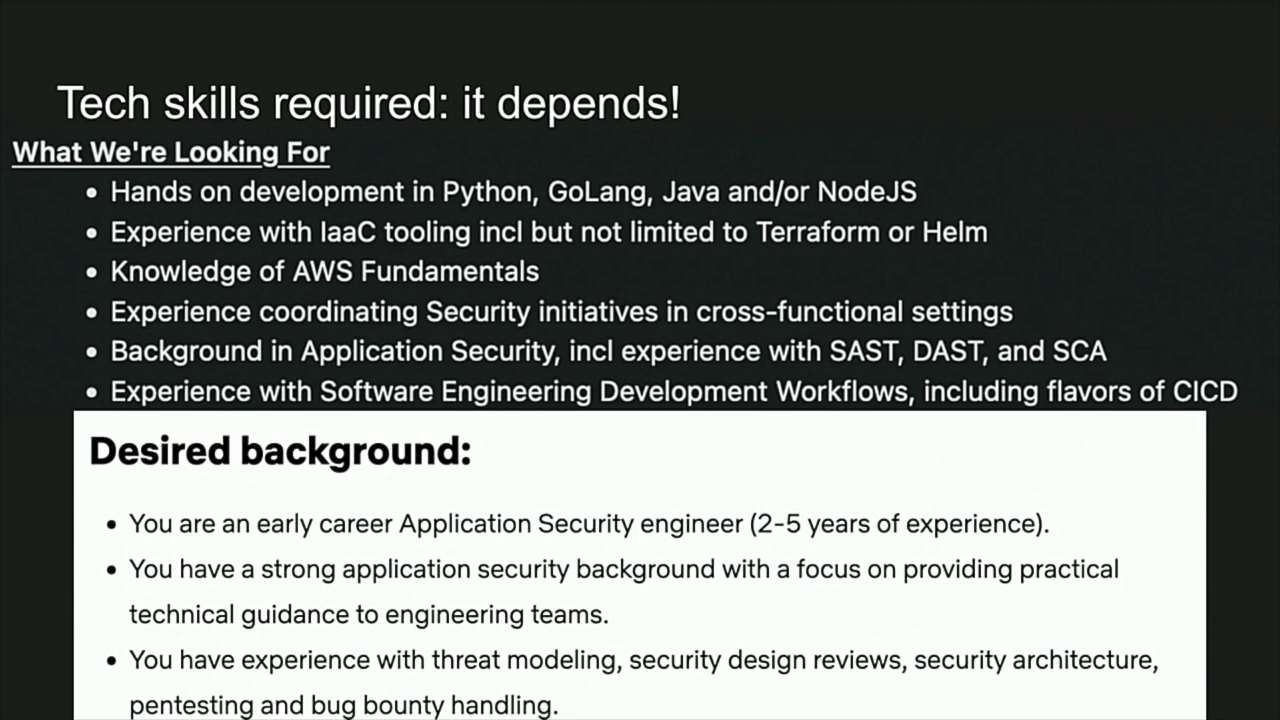 Tech skills required: it depends!
What We're Looking For
• Hands on development in Python, GoLang, Java and/or NodeJS
• Experience with IaaC tooling incl but not limited to Terraform or Helm
• Knowledge of AWS Fundamentals
• Experience coordinating Security initiatives in cross-functional settings
• Background in Application Security, incl experience with SAST, DAST, and SCA
• Experience with Software Engineering Development Workflows, including flavors of CICD
Desired background:
• You are an early career Application Security engineer (2-5 years of experience).
• You have a strong application security background with a focus on providing practical
technical guidance to engineering teams.
• You have experience with threat modeling, security design reviews, security architecture,
pentesting and bug bounty handling.